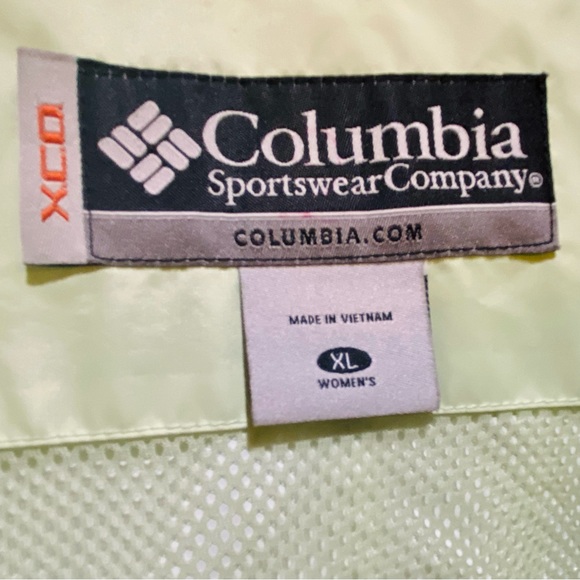 XCO
Columbia
Sportswear Company®
COLUMBIA.COM
MADE IN VIETNAM
XL
WOMEN'S